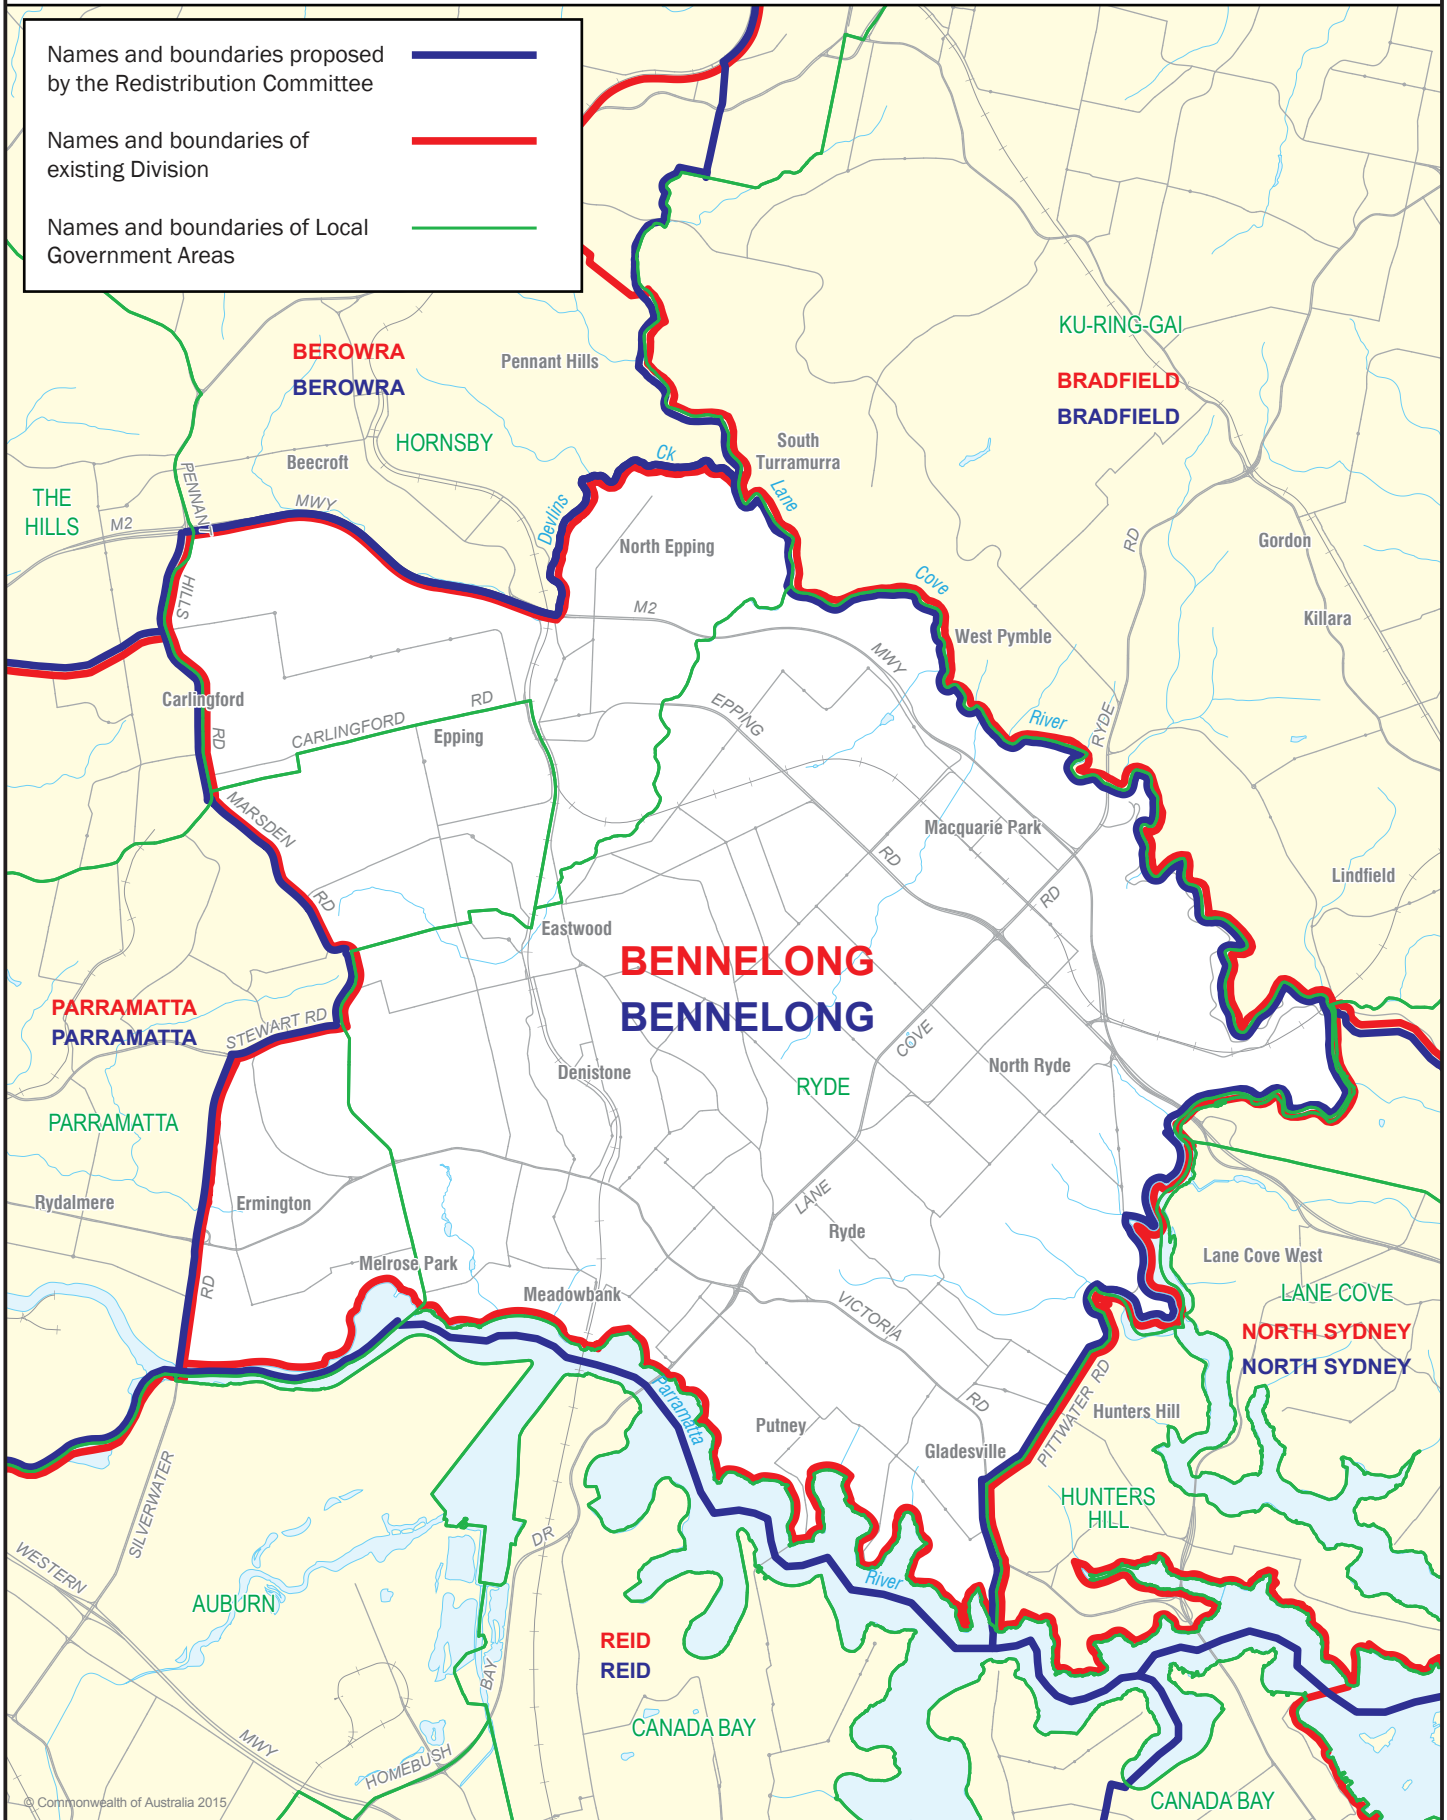 Names and boundaries proposed
by the Redistribution Committee
Names and boundaries of
existing Division
Names and boundaries of Local
Government Areas
KU-RING-GAI
BEROWRA
BEROWRA
Pennant Hills
BRADFIELD
BRADFIELD
HORNSBY
South
Turramurra
Ck
Beecroft
PENNANT
THE
HILLS
M2
MWY
Devlins
Lane
North Epping
RD
Gordon
HILLS
M2
Cove
Killara
West Pymble
MWY
Carlingford
RD
CARLINGFORD
RD
Epping
EPPING
River
RYDE
MARSDEN
Macquarie Park
RD
RD
RD
Lindfield
Eastwood
BENNELONG
BENNELONG
PARRAMATTA
PARRAMATTA
STEWART RD
COVE
Denistone
North Ryde
RYDE
PARRAMATTA
Rydalmere
Ermington
LANE
Ryde
Lane Cove West
RD
Melrose Park
Meadowbank
LANE COVE
VICTORIA
NORTH SYDNEY
NORTH SYDNEY
Parramatta
RD
PITTWATER RD
Hunters Hill
Putney
Gladesville
SILVERWATER
HUNTERS
HILL
DR
WESTERN
River
AUBURN
REID
REID
BAY
CANADA BAY
MWY
HOMEBUSH
CANADA BAY
© Commonwealth of Australia 2015